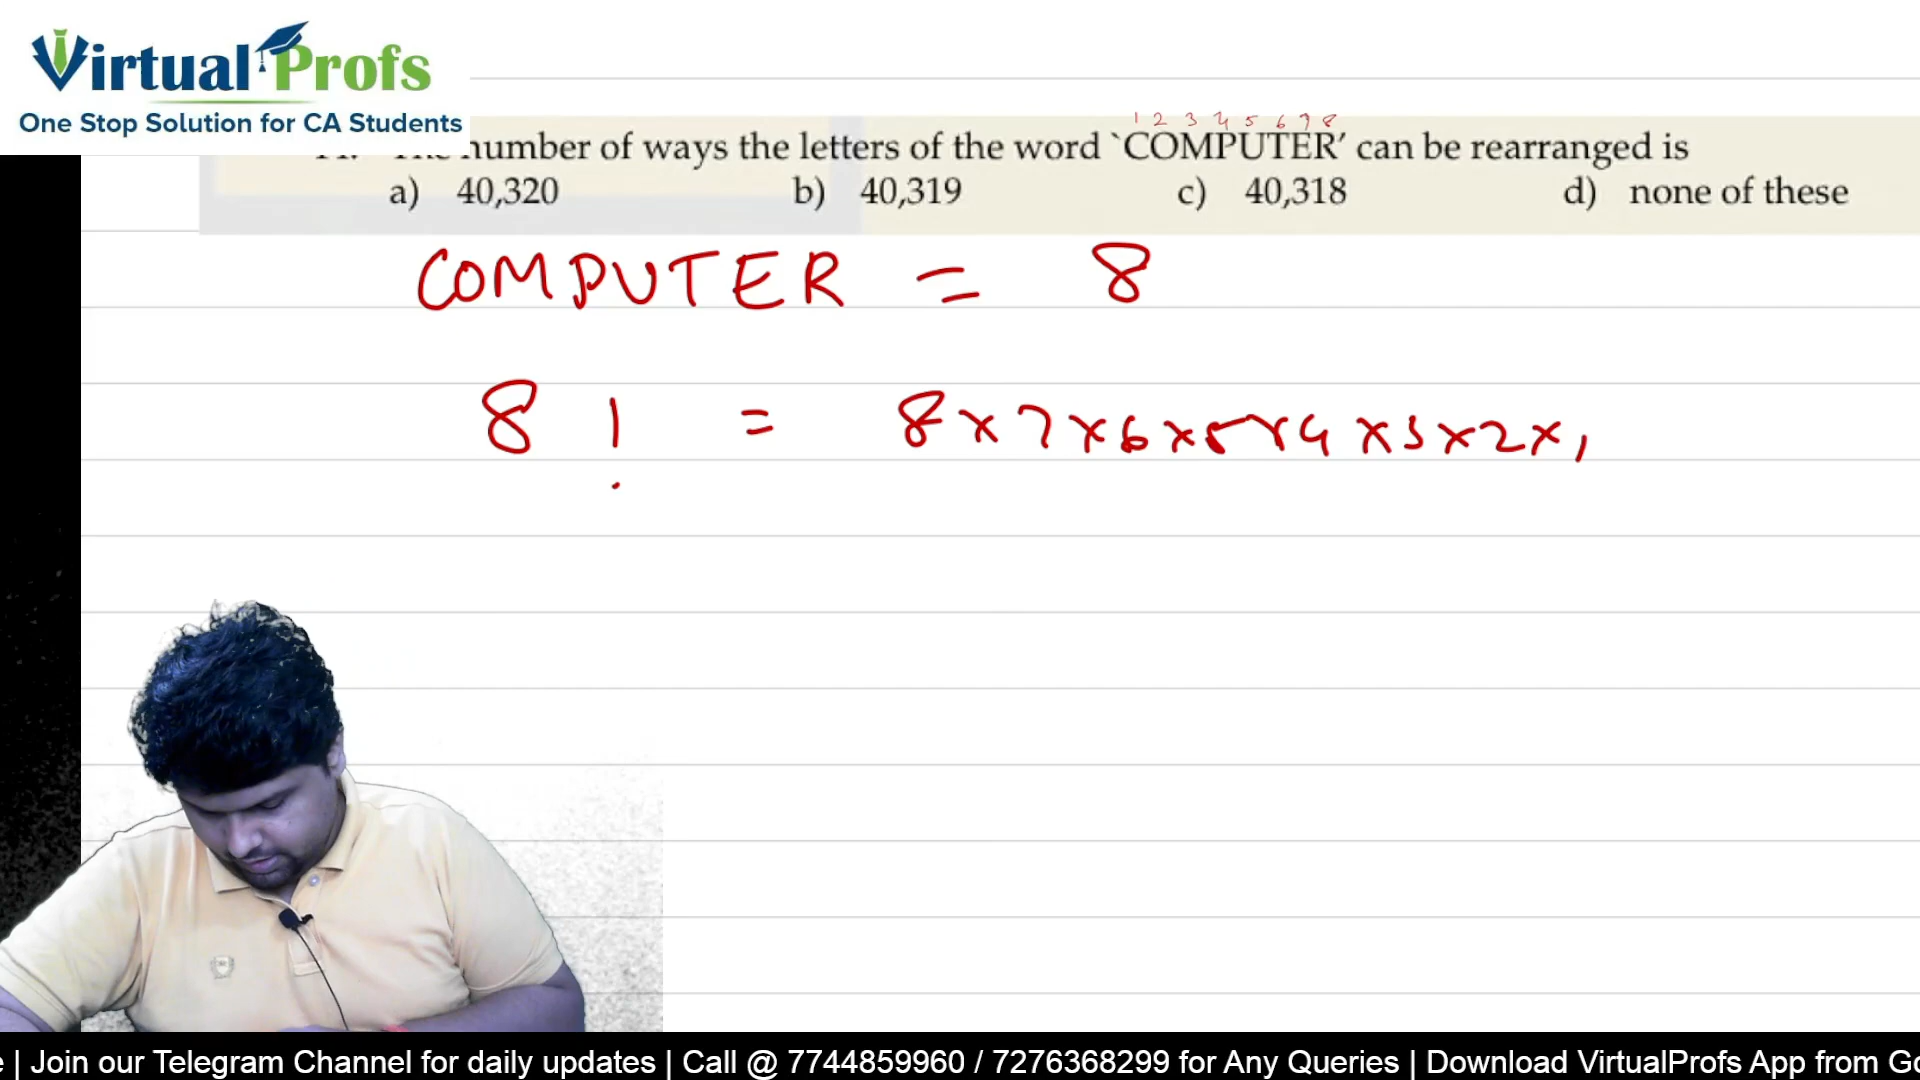 Virtual Profs
One Stop Solution for CA Students
1 2 3 4 5 6 7 8
number of ways the letters of the word `COMPUTER' can be rearranged is
a) 40,320 b) 40,319 c) 40,318 d) none of these
COMPUTER = 8
8 ! = 8 x 7 x 6 x 5 x 4 x 3 x 2 x 1
| Join our Telegram Channel for daily updates | Call @ 7744859960 / 7276368299 for Any Queries | Download VirtualProfs App from